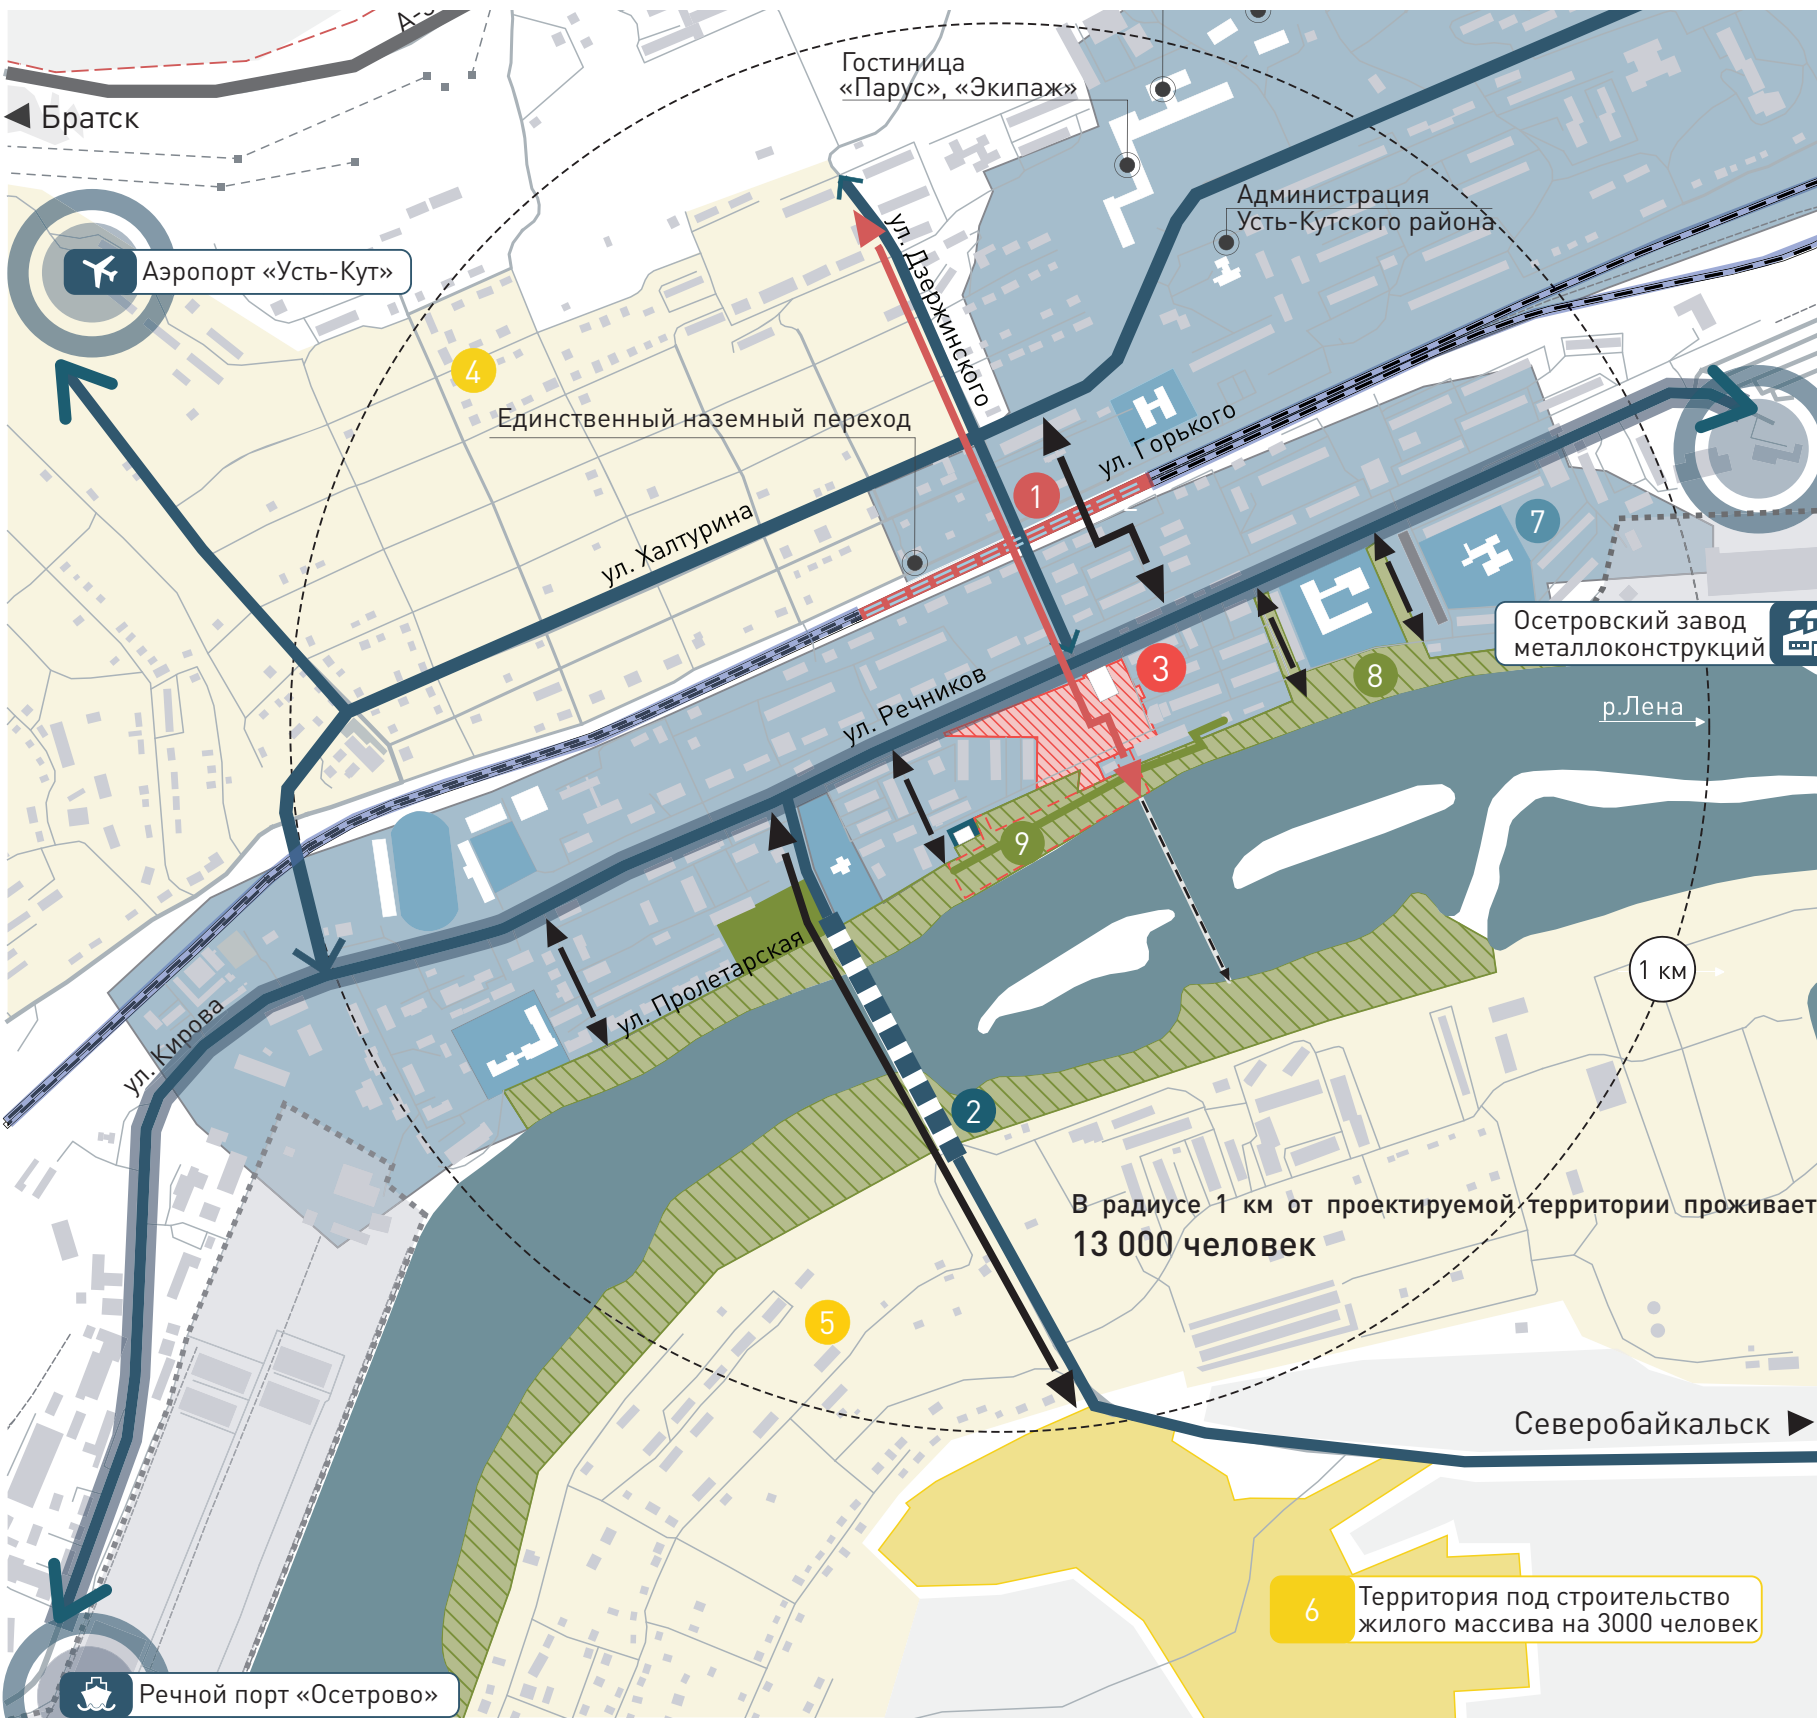 Гостиница
«Парус», «Экипаж»
Братск
Администрация
Усть-Кутского района
ул. Дзержинского
Аэропорт «Усть-Кут»
4
Единственный наземный переход
ул. Горького
1
7
ул. Халтурина
Осетровский завод
металлоконструкций
3
8
ул. Речников
р.Лена
9
ул. Пролетарская
1 км
ул. Кирова
2
В радиусе 1 км от проектируемой территории проживает
13 000 человек
5
Северобайкальск
6
Территория под строительство
жилого массива на 3000 человек
Речной порт «Осетрово»